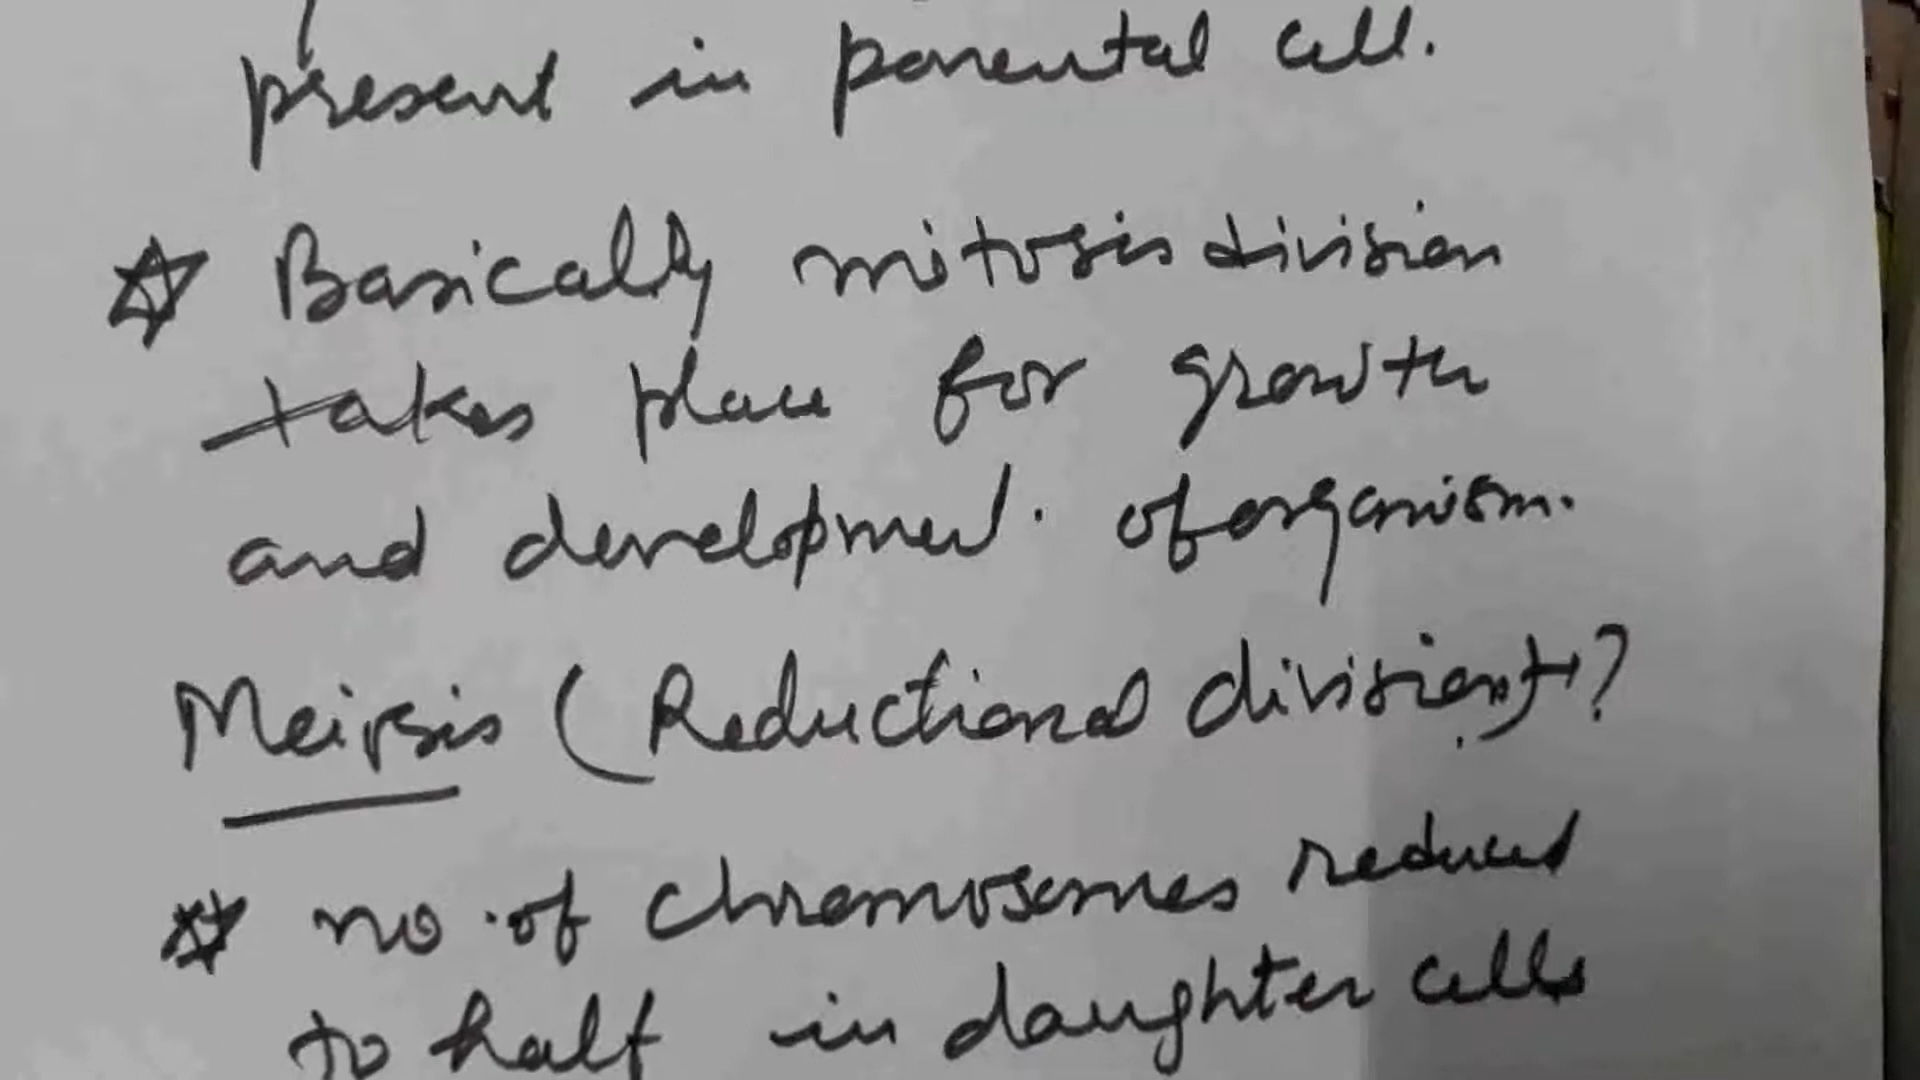 present in parental cell.
☆ Basically mitosis division
takes place for growth
and development. of organism.
Meiosis (Reductional division)?
☆ no. of chromosomes reduced
to half in daughter cells